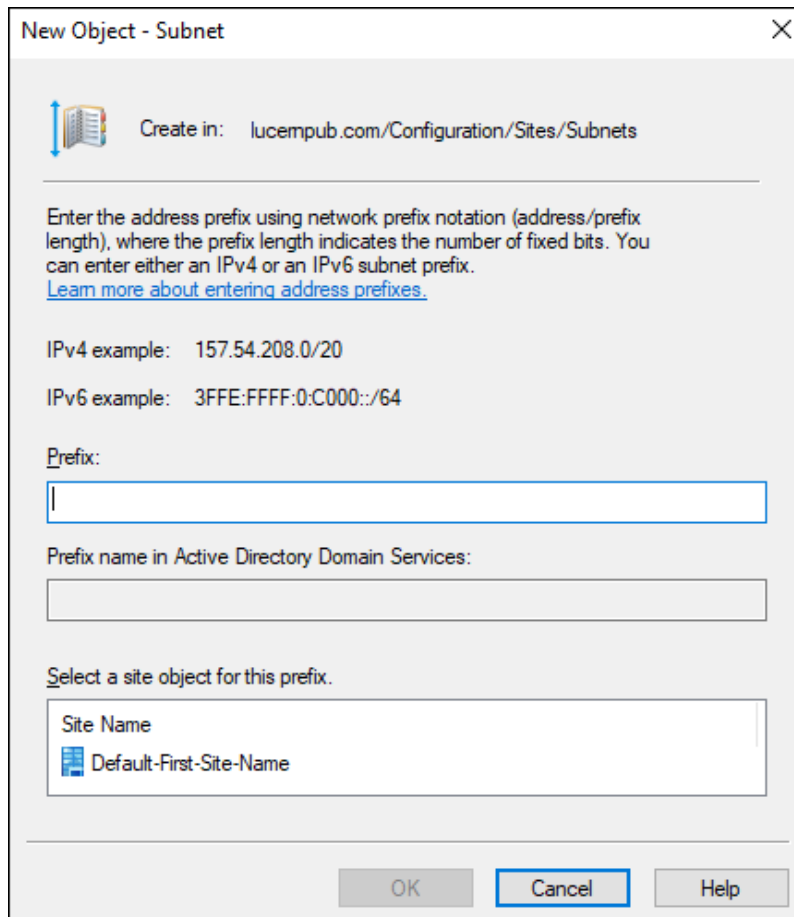 New Object - Subnet
Create in: lucernpub.com/Configuration/Sites/Subnets
Enter the address prefix using network prefix notation (address/prefix
length), where the prefix length indicates the number of fixed bits. You
can enter either an IPv4 or an IPv6 subnet prefix.
Learn more about entering address prefixes.
IPv4 example: 157.54.208.0/20
IPv6 example: 3FFE:FFFF:0:C000::/64
Prefix:
Prefix name in Active Directory Domain Services:
Select a site object for this prefix.
Site Name
Default-First-Site-Name
OK Cancel Help